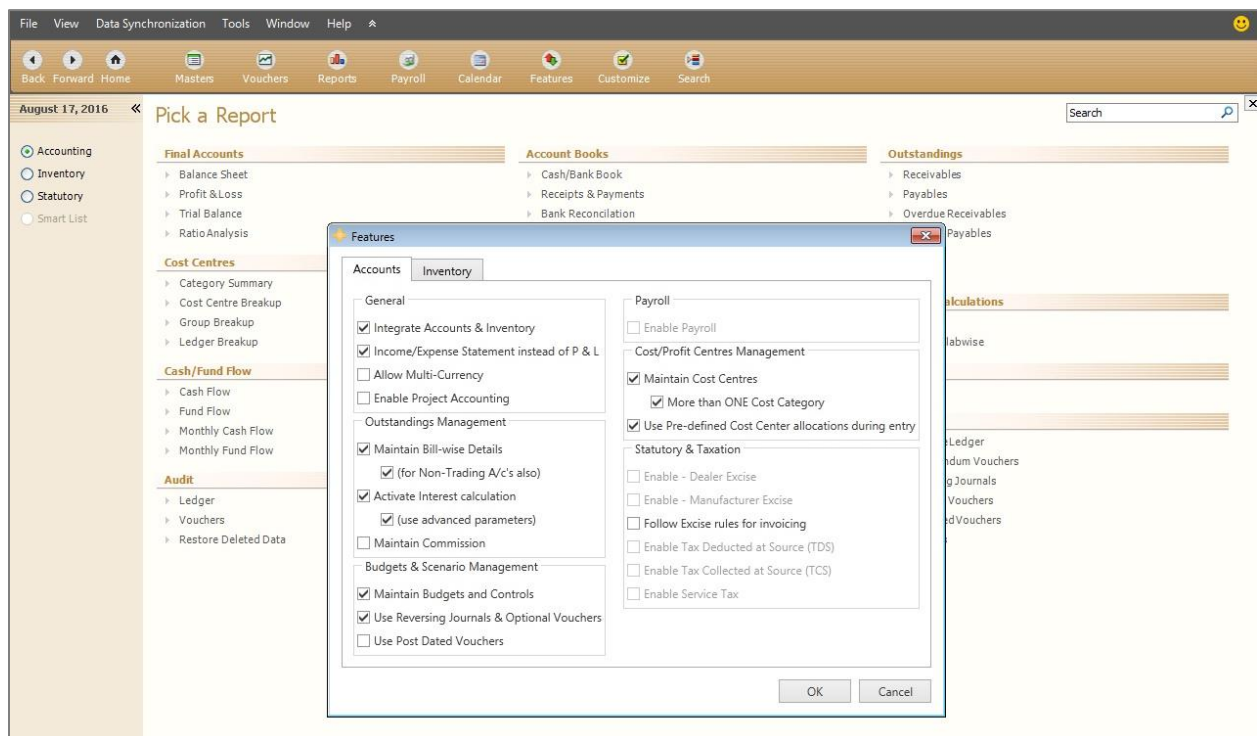 File View Data Synchronization Tools Window Help
Back Forward Home Masters Vouchers Reports Payroll Calendar Features Customize Search
August 17, 2016
Pick a Report
Search
Accounting
Inventory
Statutory
Smart List
Final Accounts
Balance Sheet
Profit & Loss
Trial Balance
Ratio Analysis
Cost Centres
Category Summary
Cost Centre Breakup
Group Breakup
Ledger Breakup
Cash/Fund Flow
Cash Flow
Fund Flow
Monthly Cash Flow
Monthly Fund Flow
Audit
Ledger
Vouchers
Restore Deleted Data
Account Books
Cash/Bank Book
Receipts & Payments
Bank Reconcilation
Outstandings
Receivables
Payables
Overdue Receivables
Payables
Ledger
Vouchers
Journals
Vouchers
Vouchers
Features
Accounts Inventory
General
Integrate Accounts & Inventory
Income/Expense Statement instead of P & L
Allow Multi-Currency
Enable Project Accounting
Outstandings Management
Maintain Bill-wise Details
(for Non-Trading A/c's also)
Activate Interest calculation
(use advanced parameters)
Maintain Commission
Budgets & Scenario Management
Maintain Budgets and Controls
Use Reversing Journals & Optional Vouchers
Use Post Dated Vouchers
Payroll
Enable Payroll
Cost/Profit Centres Management
Maintain Cost Centres
More than ONE Cost Category
Use Pre-defined Cost Center allocations during entry
Statutory & Taxation
Enable - Dealer Excise
Enable - Manufacturer Excise
Follow Excise rules for invoicing
Enable Tax Deducted at Source (TDS)
Enable Tax Collected at Source (TCS)
Enable Service Tax
OK Cancel